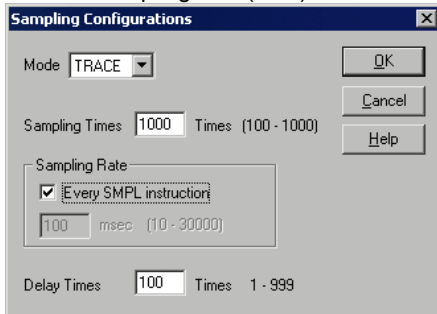 Sampling Configurations
Mode TRACE
OK
Cancel
Sampling Times 1000 Times (100 - 1000)
Help
Sampling Rate
Every SMPL instruction
100 msec (10 - 30000)
Delay Times 100 Times 1 - 999